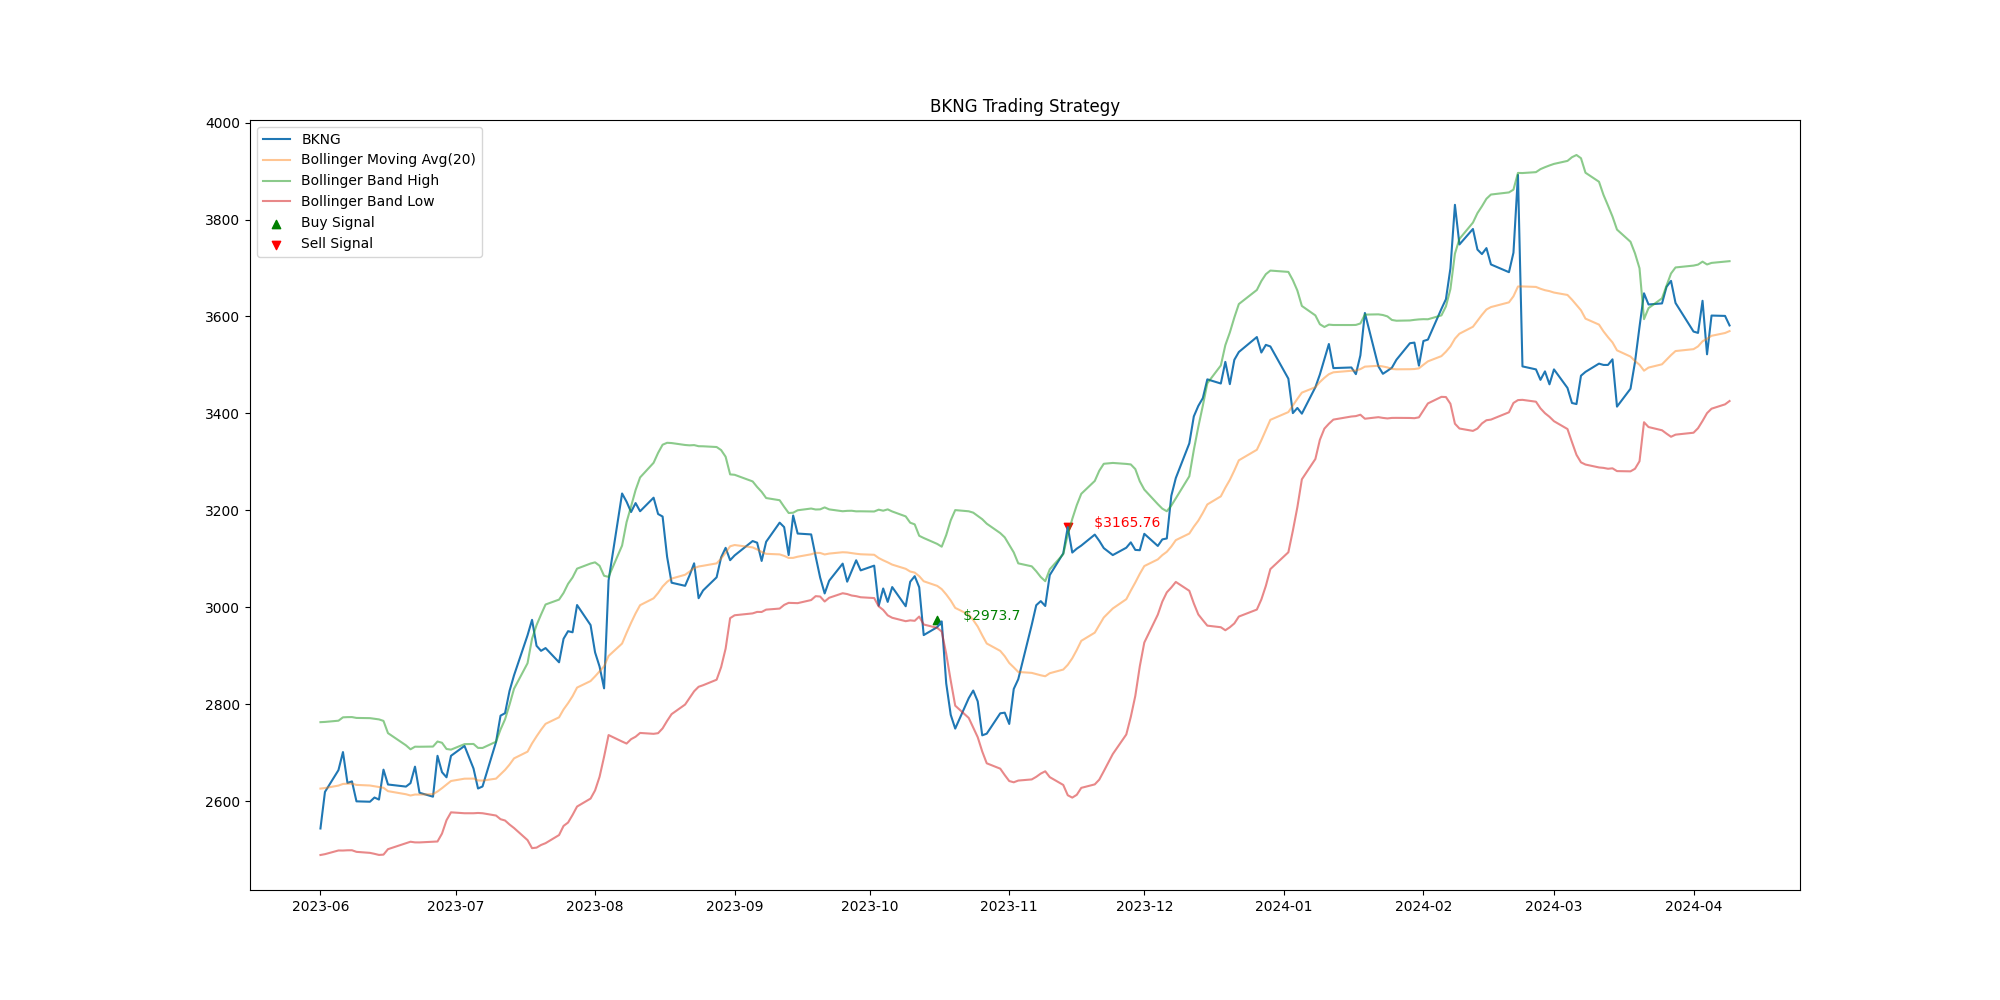 BKNG Trading Strategy
4000
3800
3600
3400
3200
3000
2800
2600
BKNG
Bollinger Moving Avg(20)
Bollinger Band High
Bollinger Band Low
Buy Signal
Sell Signal
$3165.76
$2973.7
2023-06 2023-07 2023-08 2023-09 2023-10 2023-11 2023-12 2024-01 2024-02 2024-03 2024-04